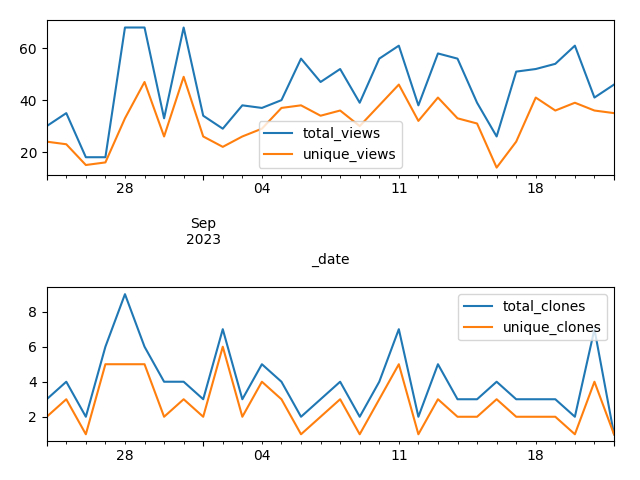 60
40
20
total_views
unique_views
28 04 11 18
Sep
2023
_date
8
6
4
2
total_clones
unique_clones
28 04 11 18